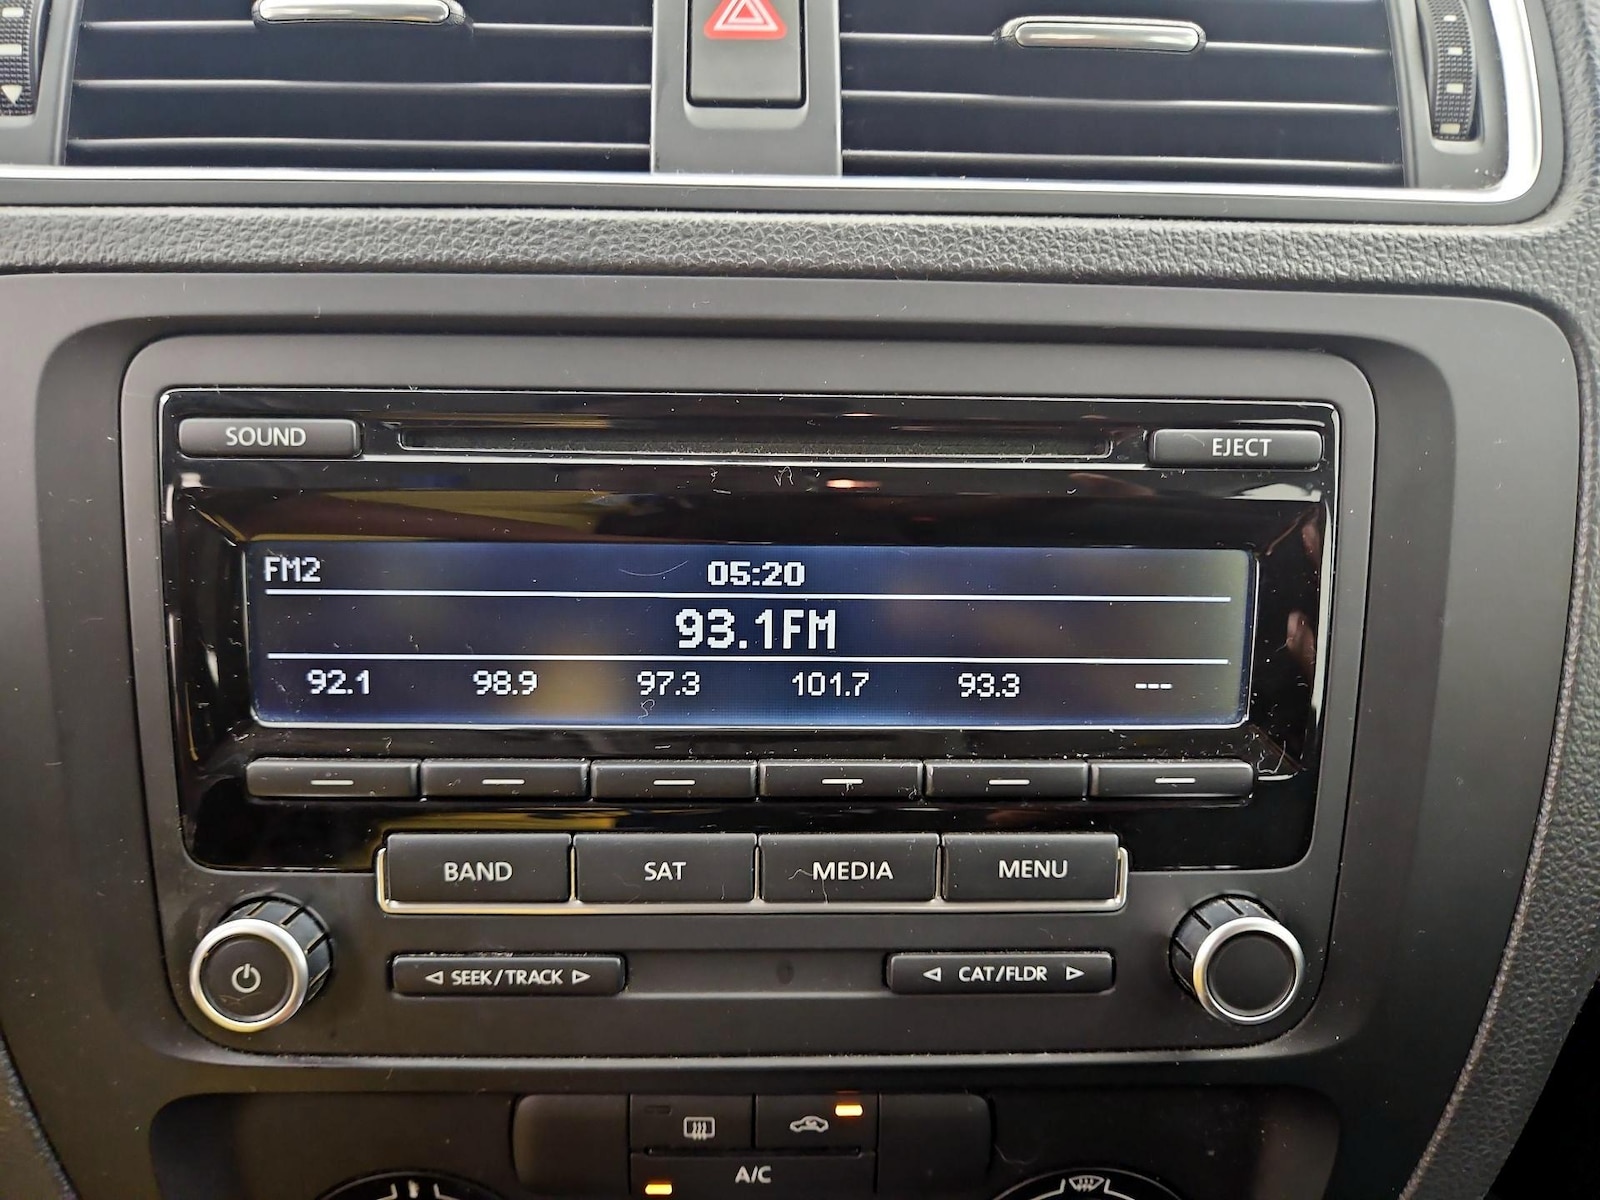 SOUND EJECT
FM2 05:20
93.1FM
92.1 98.9 97.3 101.7 93.3 ---
BAND SAT MEDIA MENU
SEEK/TRACK CAT/FLDR
A/C